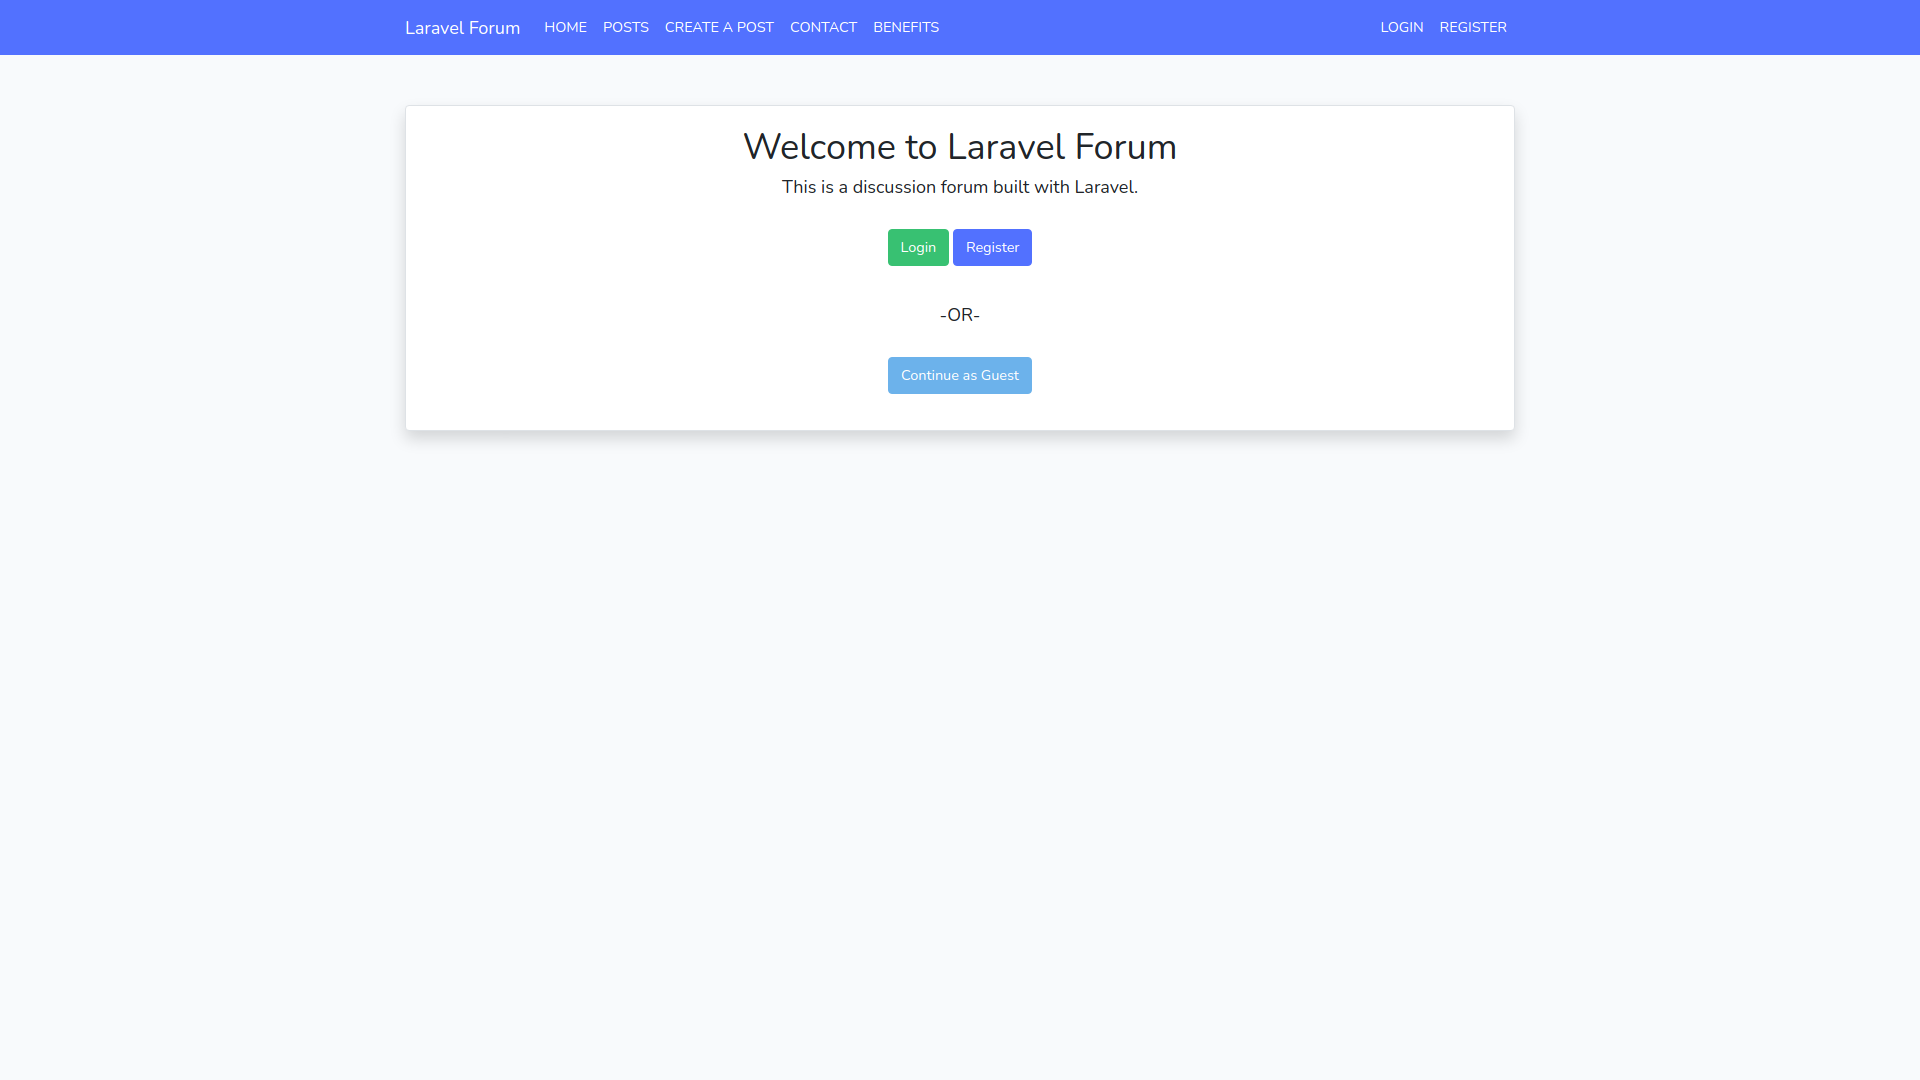 Laravel Forum HOME POSTS CREATE A POST CONTACT BENEFITS LOGIN REGISTER
Welcome to Laravel Forum
This is a discussion forum built with Laravel.
Login Register
-OR-
Continue as Guest